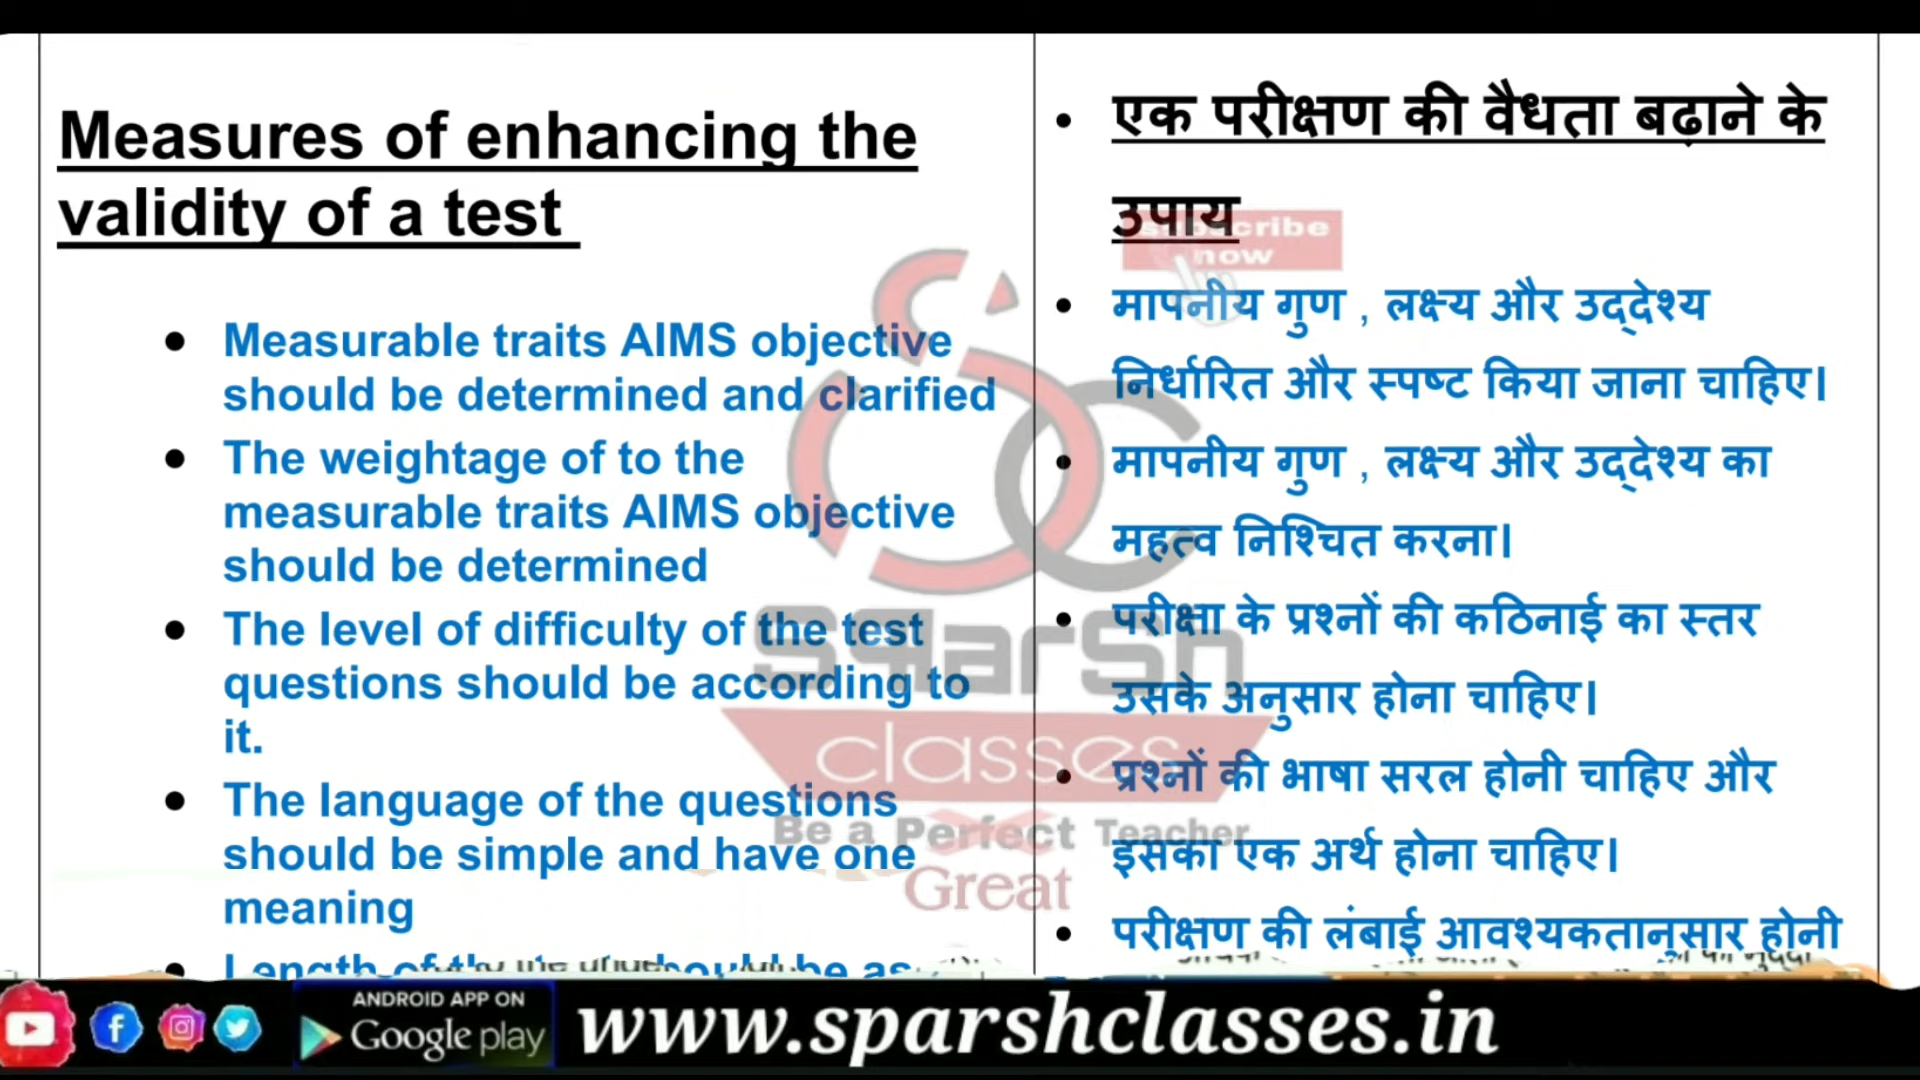 Measures of enhancing the
validity of a test
Measurable traits AIMS objective
should be determined and clarified
The weightage of to the
measurable traits AIMS objective
should be determined
The level of difficulty of the test
questions should be according to
it.
The language of the questions
should be simple and have one
meaning
Length of the should be as
एक परीक्षण की वैधता बढ़ाने के
उपाय
मापनीय गुण , लक्ष्य और उद्देश्य
निर्धारित और स्पष्ट किया जाना चाहिए।
मापनीय गुण , लक्ष्य और उद्देश्य का
महत्व निश्चित करना।
परीक्षा के प्रश्नों की कठिनाई का स्तर
उसके अनुसार होना चाहिए।
प्रश्नों की भाषा सरल होनी चाहिए और
इसका एक अर्थ होना चाहिए।
परीक्षण की लंबाई आवश्यकतानुसार होनी
subscribe
now
Sparsh
classes
Be a Perfect Teacher
Great
ANDROID APP ON
Google play
www.sparshclasses.in